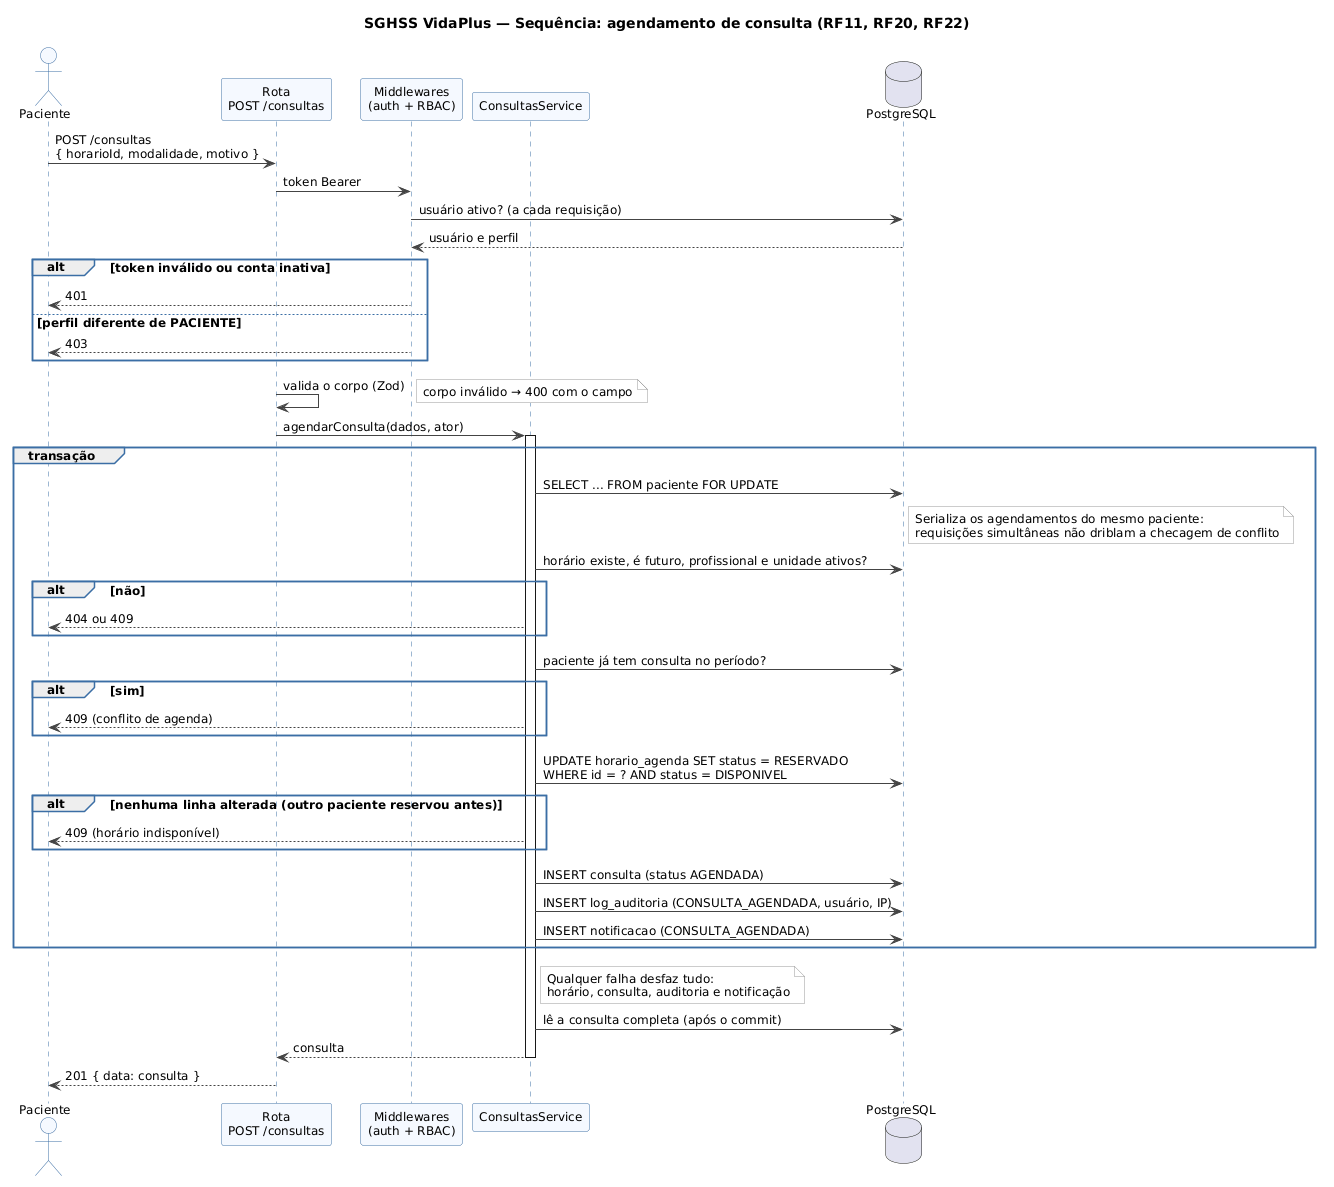 SGHSS VidaPlus — Sequência: agendamento de consulta (RF11, RF20, RF22)
Paciente
Rota
POST /consultas
Middlewares
(auth + RBAC)
ConsultasService
PostgreSQL
POST /consultas
{ horarioId, modalidade, motivo }
token Bearer
usuário ativo? (a cada requisição)
usuário e perfil
alt [token inválido ou conta inativa]
401
[perfil diferente de PACIENTE]
403
valida o corpo (Zod)
corpo inválido → 400 com o campo
agendarConsulta(dados, ator)
transação
SELECT ... FROM paciente FOR UPDATE
Serializa os agendamentos do mesmo paciente:
requisições simultâneas não driblam a checagem de conflito
horário existe, é futuro, profissional e unidade ativos?
alt [não]
404 ou 409
paciente já tem consulta no período?
alt [sim]
409 (conflito de agenda)
UPDATE horario_agenda SET status = RESERVADO
WHERE id = ? AND status = DISPONIVEL
alt [nenhuma linha alterada (outro paciente reservou antes)]
409 (horário indisponível)
INSERT consulta (status AGENDADA)
INSERT log_auditoria (CONSULTA_AGENDADA, usuário, IP)
INSERT notificacao (CONSULTA_AGENDADA)
Qualquer falha desfaz tudo:
horário, consulta, auditoria e notificação
lê a consulta completa (após o commit)
consulta
201 { data: consulta }
Paciente
Rota
POST /consultas
Middlewares
(auth + RBAC)
ConsultasService
PostgreSQL